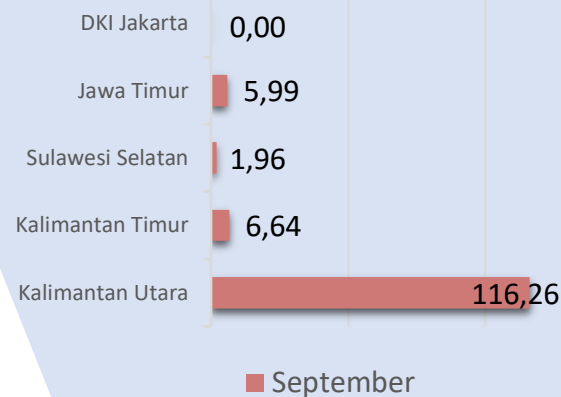 DKI Jakarta 0,00
Jawa Timur 5,99
Sulawesi Selatan 1,96
Kalimantan Timur 6,64
Kalimantan Utara 116,26
September